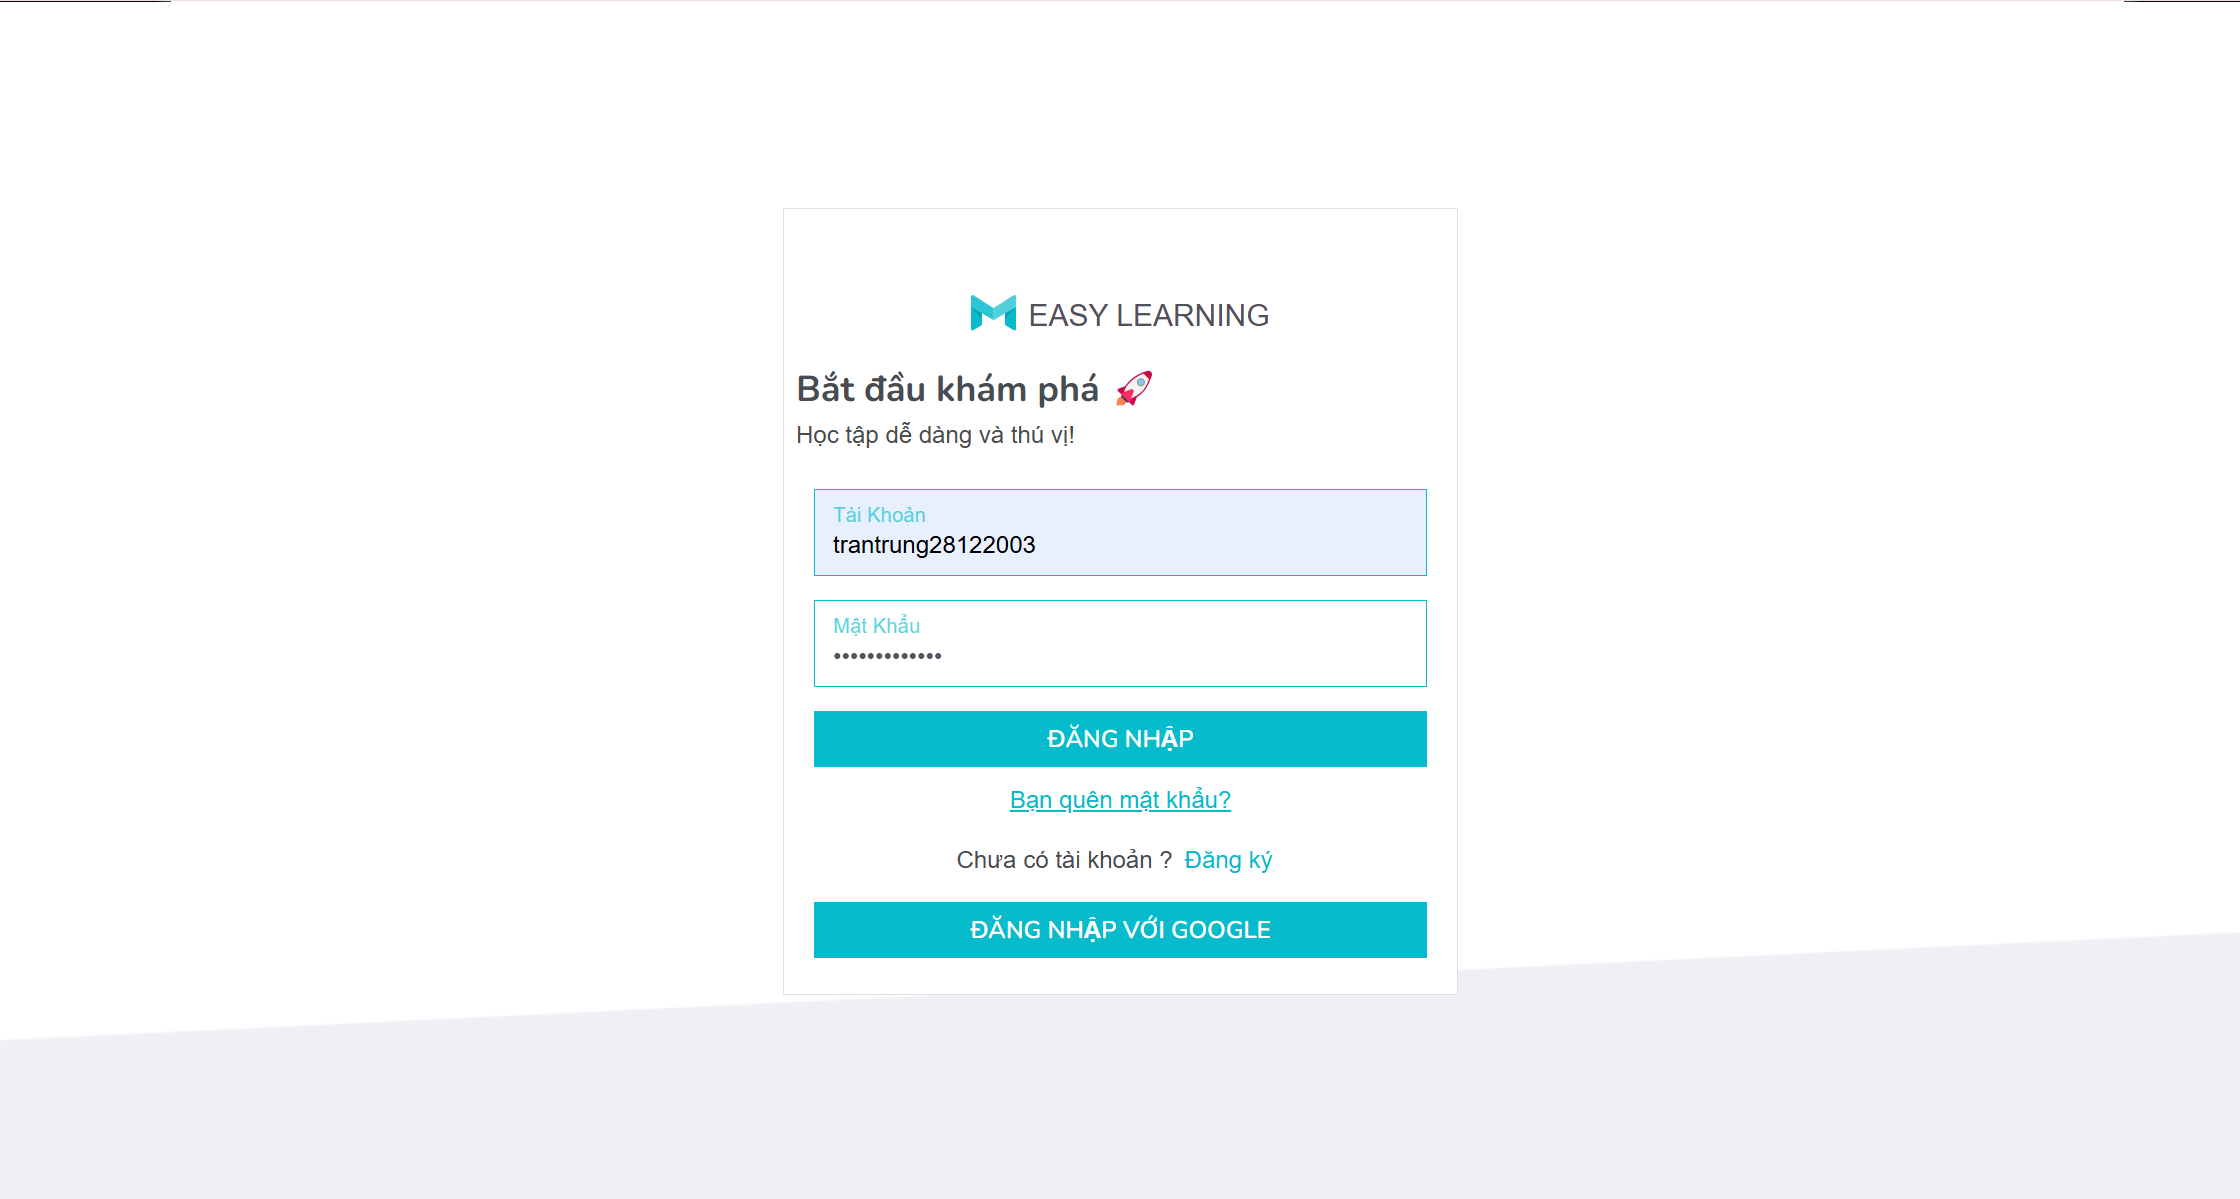 EASY LEARNING
Bắt đầu khám phá 🚀
Học tập dễ dàng và thú vị!
Tài Khoản
trantrung28122003
Mật Khẩu
•••••••••••••
ĐĂNG NHẬP
Bạn quên mật khẩu?
Chưa có tài khoản ? Đăng ký
ĐĂNG NHẬP VỚI GOOGLE